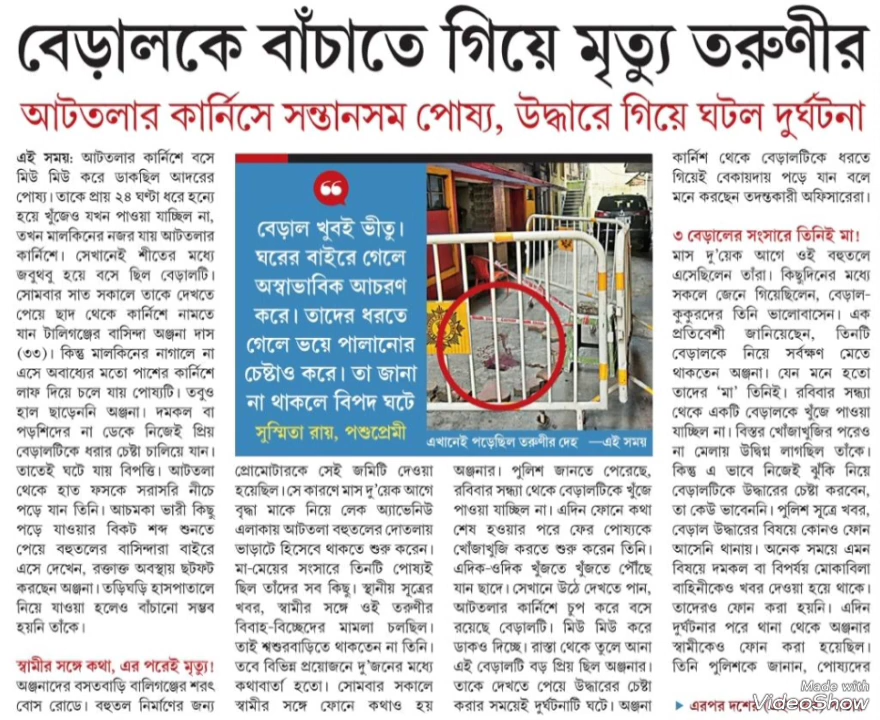 বেড়ালকে বাঁচাতে গিয়ে মৃত্যু তরুণীর
আটতলার কার্নিসে সন্তানসম পোষ্য, উদ্ধারে গিয়ে ঘটল দুর্ঘটনা
এই সময়: আটতলার কার্নিশে বসে
মিউ মিউ করে ডাকছিল আদরের
পোষ্য। তাকে প্রায় ২৪ ঘণ্টা ধরে হন্যে
হয়ে খুঁজেও যখন পাওয়া যাচ্ছিল না,
তখন মালকিনের নজর যায় আটতলার
কার্নিশে। সেখানেই শীতের মধ্যে
জবুথবু হয়ে বসে ছিল বেড়ালটি।
সোমবার সাত সকালে তাকে দেখতে
পেয়ে ছাদ থেকে কার্নিশে নামতে
যান টালিগঞ্জের বাসিন্দা অঞ্জনা দাস
(৩৩)। কিন্তু মালকিনের নাগালে না
এসে অবাধ্যের মতো পাশের কার্নিশে
লাফ দিয়ে চলে যায় পোষ্যটি। তবুও
হাল ছাড়েননি অঞ্জনা। দমকল বা
পড়শিদের না ডেকে নিজেই প্রিয়
বেড়ালটিকে ধরার চেষ্টা চালিয়ে যান।
তাতেই ঘটে যায় বিপত্তি। আটতলা
থেকে হাত ফসকে সরাসরি নীচে
পড়ে যান তিনি। আচমকা ভারী কিছু
পড়ে যাওয়ার বিকট শব্দ শুনতে
পেয়ে বহুতলের বাসিন্দারা বাইরে
এসে দেখেন, রক্তাক্ত অবস্থায় ছটফট
করছেন অঞ্জনা। তড়িঘড়ি হাসপাতালে
নিয়ে যাওয়া হলেও বাঁচানো সম্ভব
হয়নি তাঁকে।
স্বামীর সঙ্গে কথা, এর পরেই মৃত্যু!
অঞ্জনাদের বসতবাড়ি বালিগঞ্জের শরৎ
বোস রোডে। বহুতল নির্মাণের জন্য
বেড়াল খুবই ভীতু।
ঘরের বাইরে গেলে
অস্বাভাবিক আচরণ
করে। তাদের ধরতে
গেলে ভয়ে পালানোর
চেষ্টাও করে। তা জানা
না থাকলে বিপদ ঘটে
সুস্মিতা রায়, পশুপ্রেমী
এখানেই পড়েছিল তরুণীর দেহ —এই সময়
প্রোমোটারকে সেই জমিটি দেওয়া
হয়েছিল। সে কারণে মাস দু'য়েক আগে
বৃদ্ধা মাকে নিয়ে লেক অ্যাভেনিউ
এলাকায় আটতলা বহুতলের দোতলায়
ভাড়াটে হিসেবে থাকতে শুরু করেন।
মা-মেয়ের সংসারে তিনটি পোষ্যই
ছিল তাঁদের সব কিছু। স্থানীয় সূত্রের
খবর, স্বামীর সঙ্গে ওই তরুণীর
বিবাহ-বিচ্ছেদের মামলা চলছিল।
তাই শ্বশুরবাড়িতে থাকতেন না তিনি।
তবে বিভিন্ন প্রয়োজনে দু'জনের মধ্যে
কথাবার্তা হতো। সোমবার সকালে
স্বামীর সঙ্গে ফোনে কথাও হয়
অঞ্জনার। পুলিশ জানতে পেরেছে,
রবিবার সন্ধ্যা থেকে বেড়ালটিকে খুঁজে
পাওয়া যাচ্ছিল না। এদিন ফোনে কথা
শেষ হওয়ার পরে ফের পোষ্যকে
খোঁজাখুজি করতে শুরু করেন তিনি।
এদিক-ওদিক খুঁজতে খুঁজতে পৌঁছে
যান ছাদে। সেখানে উঠে দেখতে পান,
আটতলার কার্নিশে চুপ করে বসে
রয়েছে বেড়ালটি। মিউ মিউ করে
ডাকও দিচ্ছে। রাস্তা থেকে তুলে আনা
এই বেড়ালটি বড় প্রিয় ছিল অঞ্জনার।
তাকে দেখতে পেয়ে উদ্ধারের চেষ্টা
করার সময়েই দুর্ঘটনাটি ঘটে। অঞ্জনা
কার্নিশ থেকে বেড়ালটিকে ধরতে
গিয়েই বেকায়দায় পড়ে যান বলে
মনে করছেন তদন্তকারী অফিসারেরা।
৩ বেড়ালের সংসারে তিনিই মা!
মাস দু'য়েক আগে ওই বহুতলে
এসেছিলেন তাঁরা। কিছুদিনের মধ্যে
সকলে জেনে গিয়েছিলেন, বেড়াল-
কুকুরদের তিনি ভালোবাসেন। এক
প্রতিবেশী জানিয়েছেন, তিনটি
বেড়ালকে নিয়ে সর্বক্ষণ মেতে
থাকতেন অঞ্জনা। যেন মনে হতো
তাদের 'মা' তিনিই। রবিবার সন্ধ্যা
থেকে একটি বেড়ালকে খুঁজে পাওয়া
যাচ্ছিল না। বিস্তর খোঁজাখুজির পরেও
না মেলায় উদ্বিগ্ন লাগছিল তাঁকে।
কিন্তু এ ভাবে নিজেই ঝুঁকি নিয়ে
বেড়ালটিকে উদ্ধারের চেষ্টা করবেন,
তা কেউ ভাবেননি। পুলিশ সূত্রে খবর,
বেড়াল উদ্ধারের বিষয়ে কোনও ফোন
আসেনি থানায়। অনেক সময়ে এমন
বিষয়ে দমকল বা বিপর্যয় মোকাবিলা
বাহিনীকেও খবর দেওয়া হয়ে থাকে।
তাদেরও ফোন করা হয়নি। এদিন
দুর্ঘটনার পরে থানা থেকে অঞ্জনার
স্বামীকেও ফোন করা হয়েছিল।
তিনি পুলিশকে জানান, পোষ্যদের
এরপর দশের
Made with
VideoShow